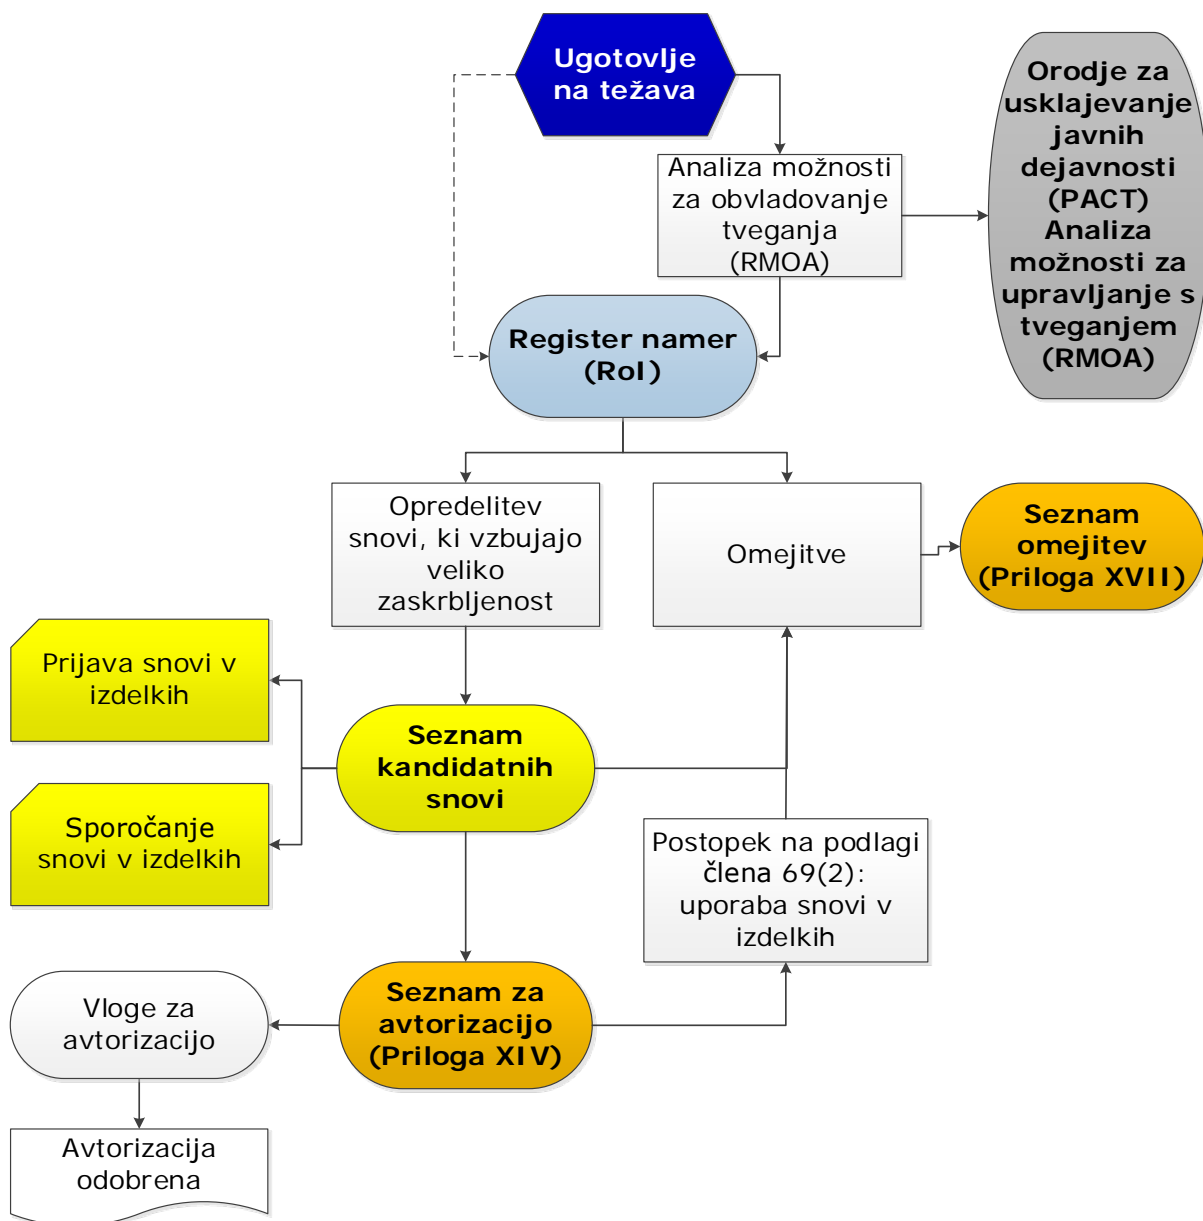 Ugotovlje
na težava
Orodje za
usklajevanje
javnih
dejavnosti
(PACT)
Analiza
možnosti za
upravljanje s
tveganjem
(RMOA)
Analiza možnosti
za obvladovanje
tveganja
(RMOA)
Register namer
(RoI)
Opredelitev
snovi, ki vzbujajo
veliko
zaskrbljenost
Omejitve
Seznam
omejitev
(Priloga XVII)
Prijava snovi v
izdelkih
Seznam
kandidatnih
snovi
Sporočanje
snovi v izdelkih
Postopek na podlagi
člena 69(2):
uporaba snovi v
izdelkih
Vloge za
avtorizacijo
Seznam za
avtorizacijo
(Priloga XIV)
Avtorizacija
odobrena